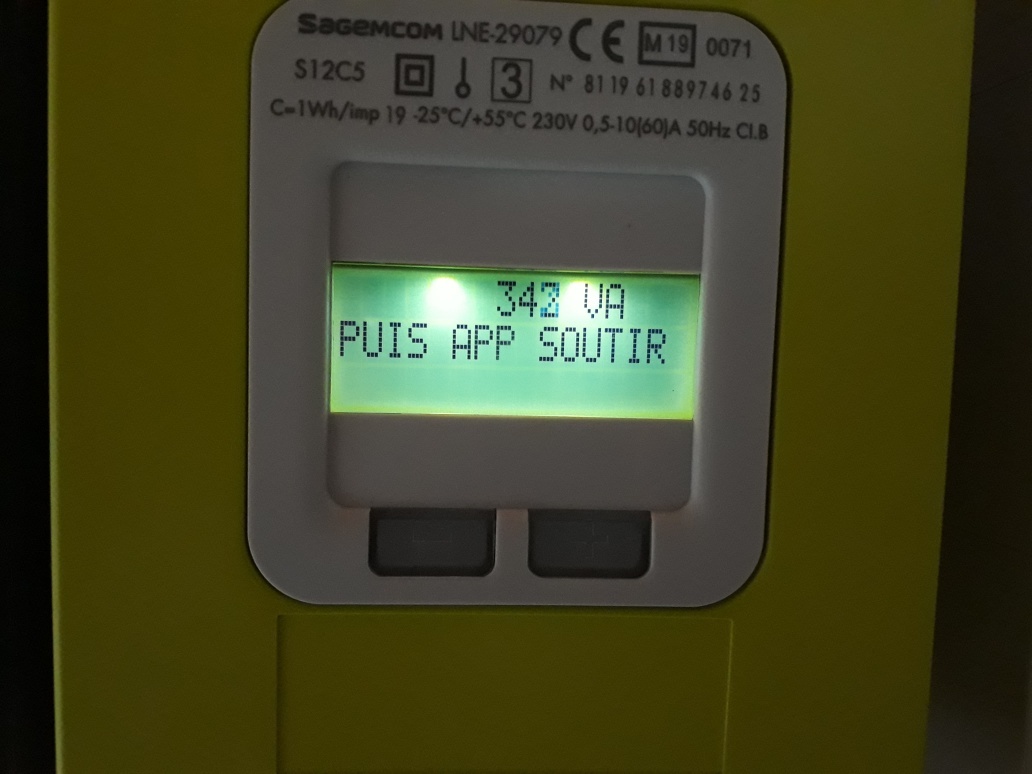 SAGEMCOM LNE-29079 CE M 19 0071
S12C5 3 N° 81 19 61 889746 25
C=1Wh/imp 19 -25°C/+55°C 230V 0,5-10(60)A 50Hz Cl.B
VA
PUIS APP SOUTIR
- +